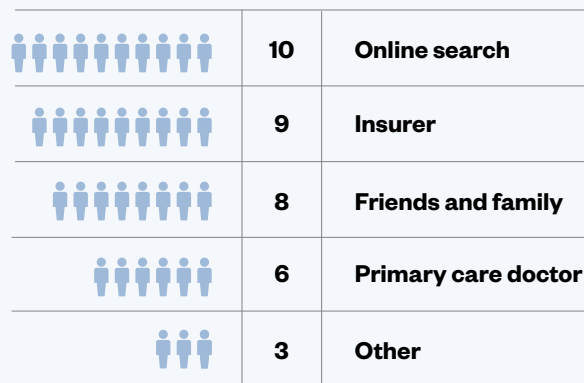 10 Online search
9 Insurer
8 Friends and family
6 Primary care doctor
3 Other